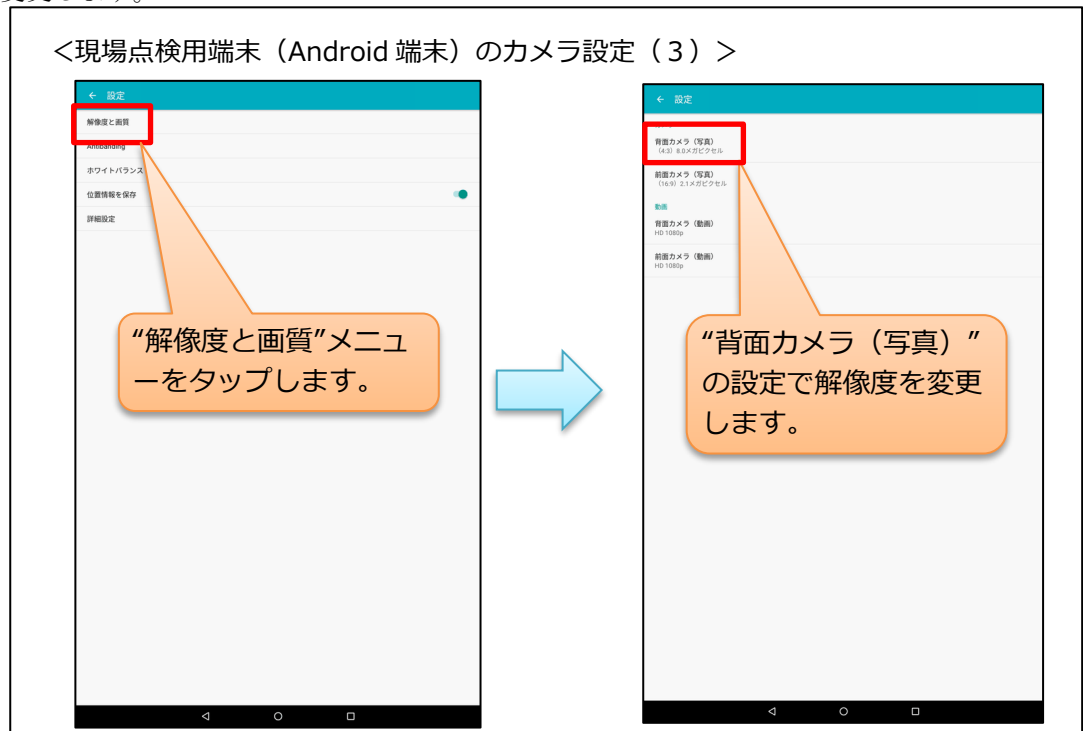 変更します。
＜現場点検用端末（Android 端末）のカメラ設定（３）＞
← 設定
解像度と画質
Antibanding
ホワイトバランス
位置情報を保存
詳細設定
“解像度と画質”メニュ
ーをタップします。
← 設定
背面カメラ（写真）
（4:3）8.0メガピクセル
前面カメラ（写真）
（16:9）2.1メガピクセル
動画
背面カメラ（動画）
HD 1080p
前面カメラ（動画）
HD 1080p
“背面カメラ（写真）”
の設定で解像度を変更
します。